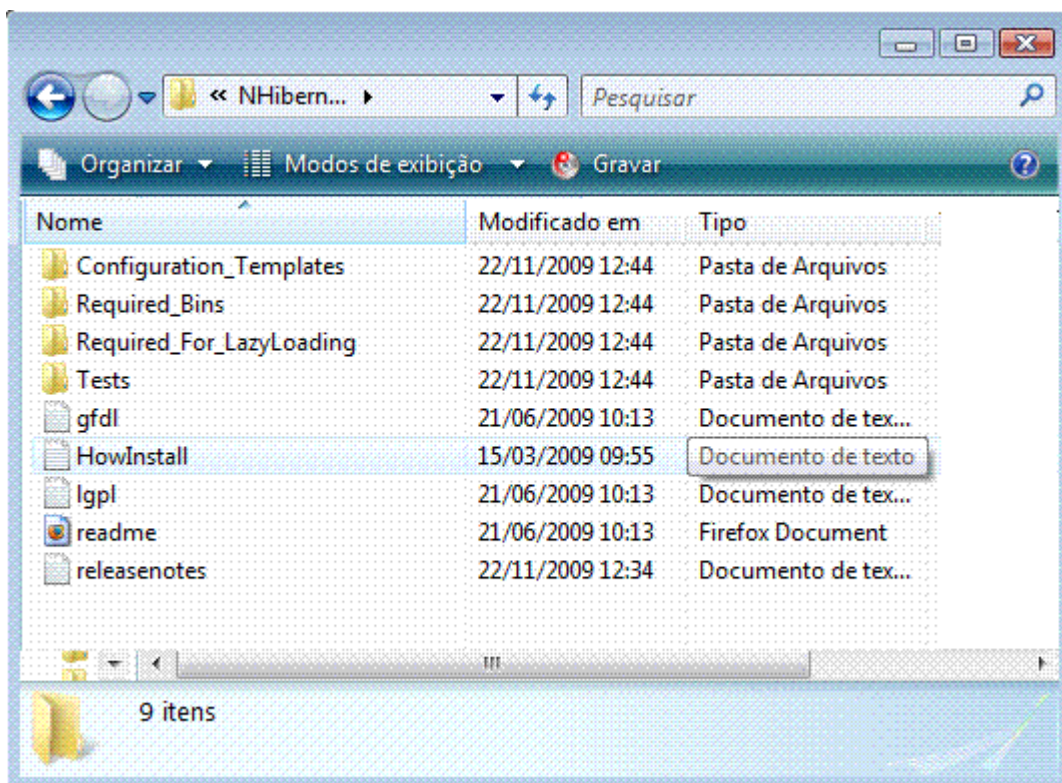 « NHibern...
Pesquisar
Organizar Modos de exibição Gravar
Nome Modificado em Tipo
Configuration_Templates 22/11/2009 12:44 Pasta de Arquivos
Required_Bins 22/11/2009 12:44 Pasta de Arquivos
Required_For_LazyLoading 22/11/2009 12:44 Pasta de Arquivos
Tests 22/11/2009 12:44 Pasta de Arquivos
gfdl 21/06/2009 10:13 Documento de tex...
HowInstall 15/03/2009 09:55 Documento de texto
lgpl 21/06/2009 10:13 Documento de tex...
readme 21/06/2009 10:13 Firefox Document
releasenotes 22/11/2009 12:34 Documento de tex...
9 itens